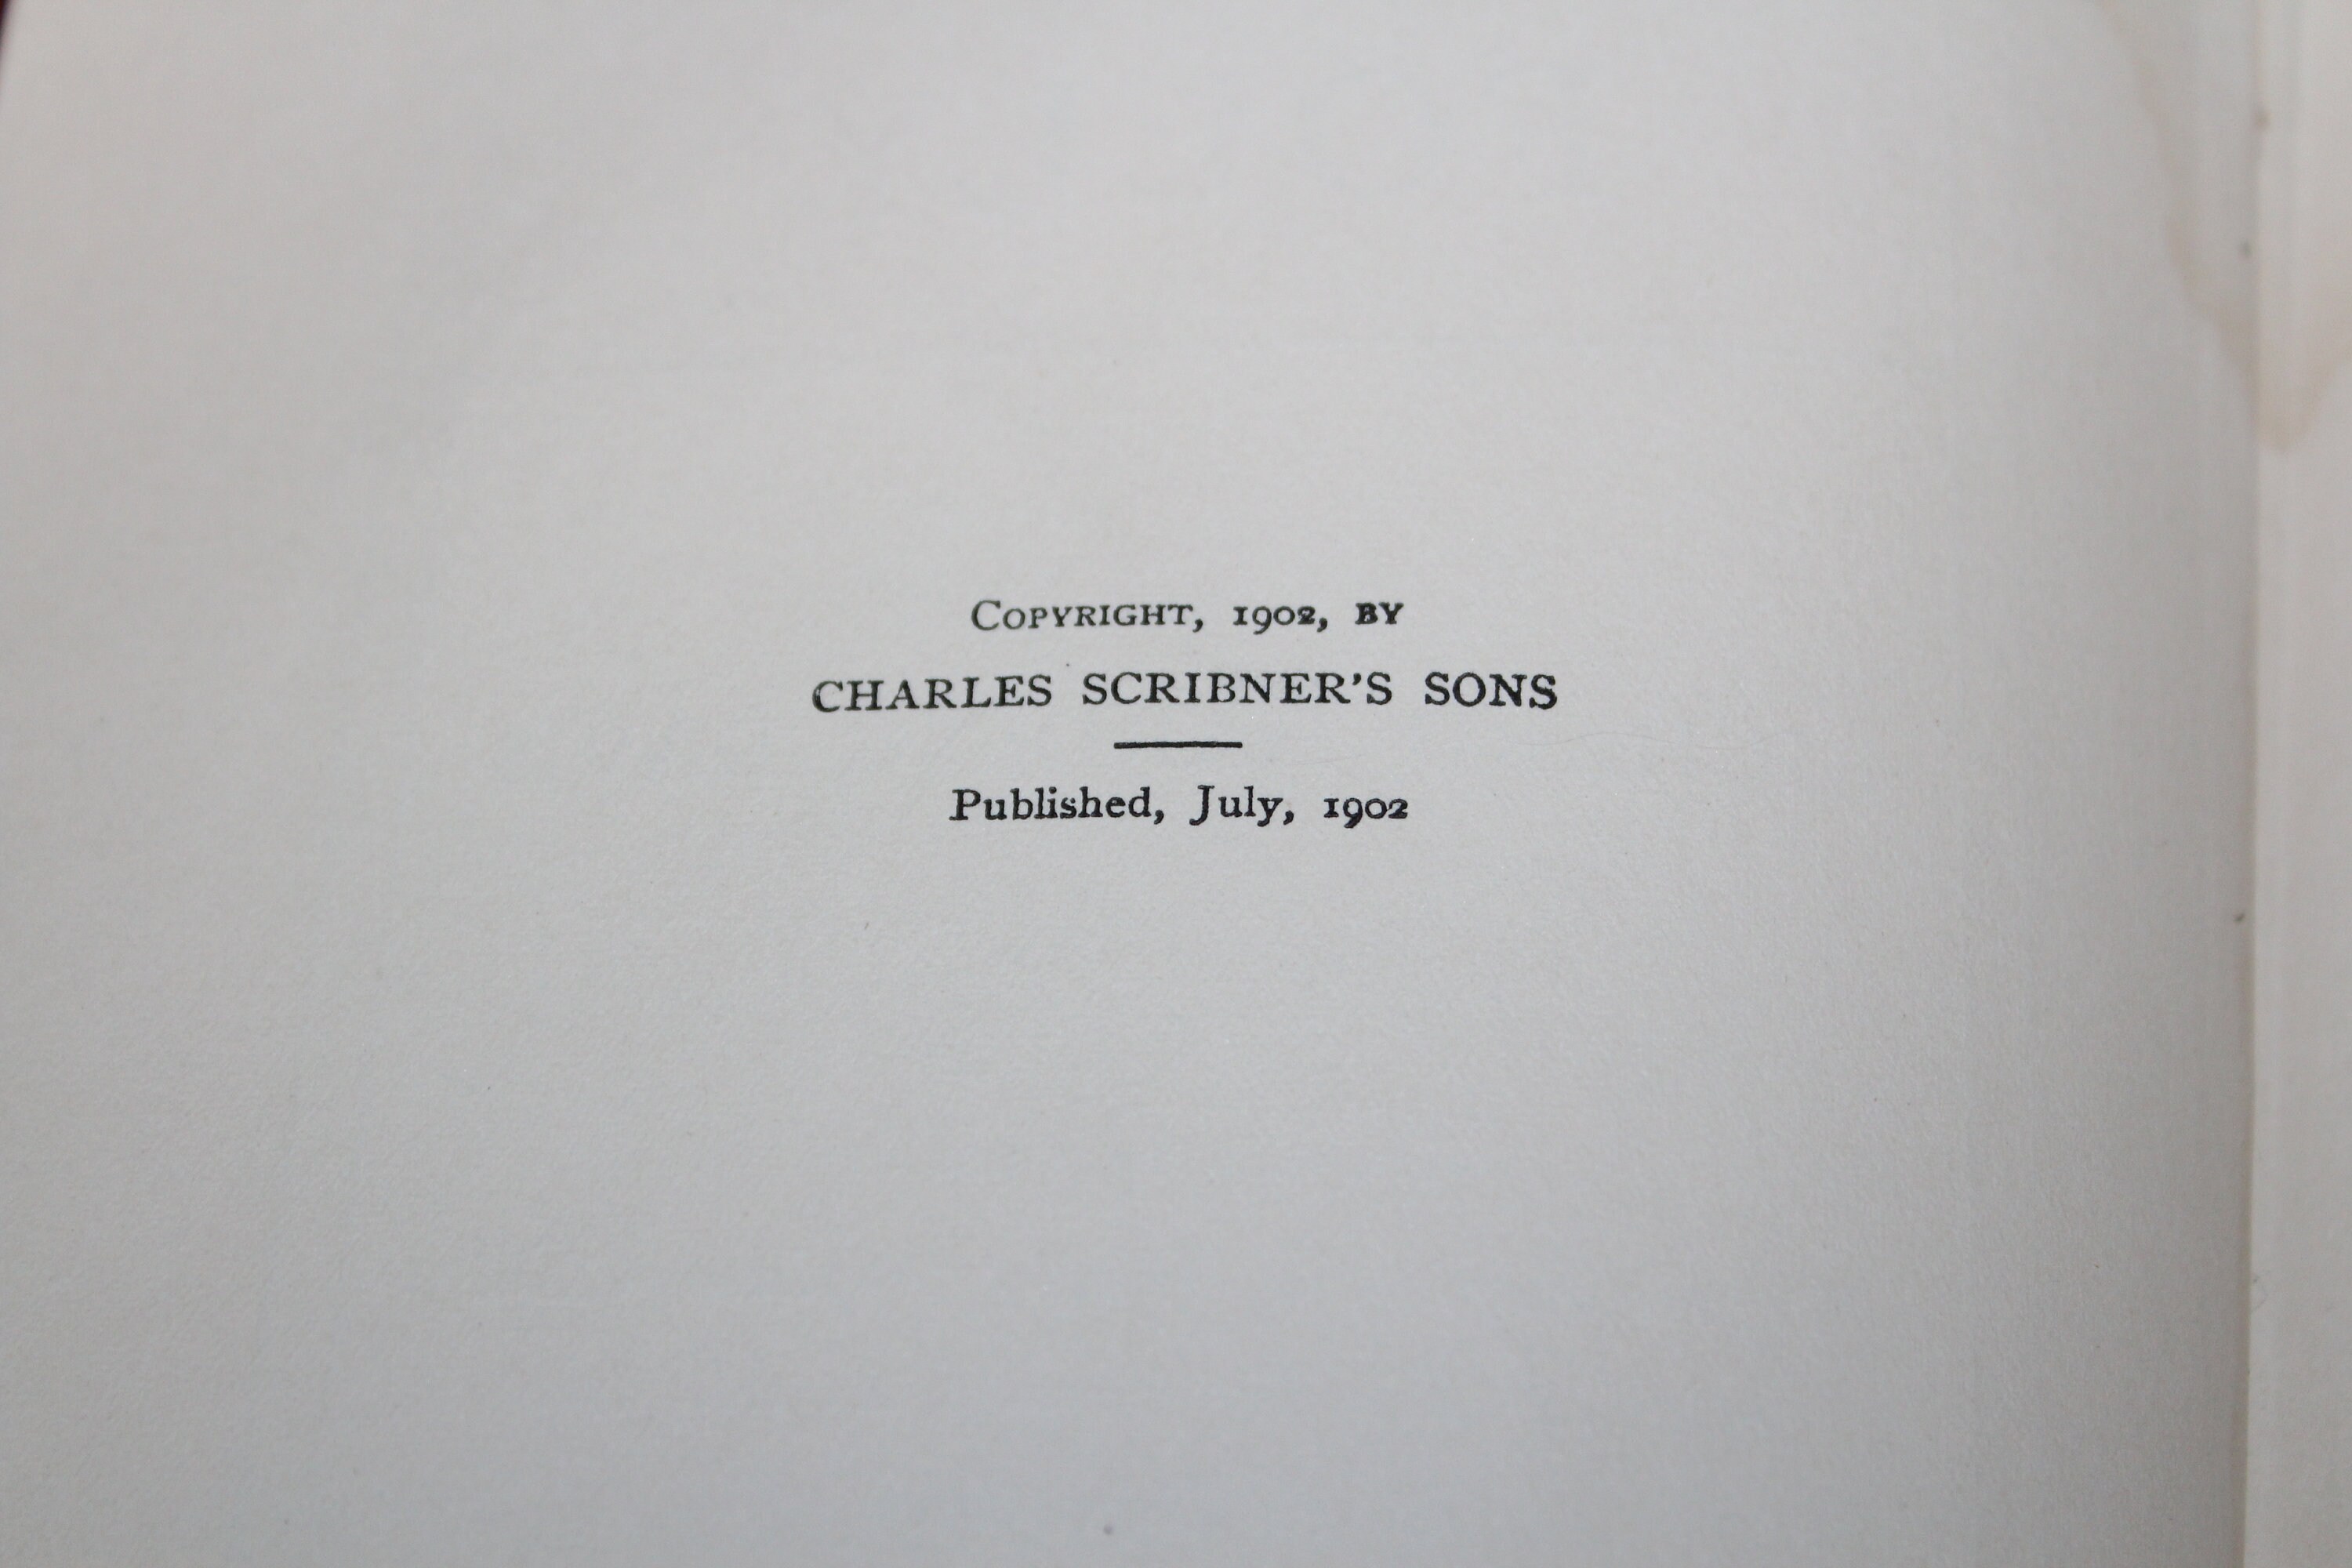 COPYRIGHT, 1902, BY
CHARLES SCRIBNER'S SONS
Published, July, 1902